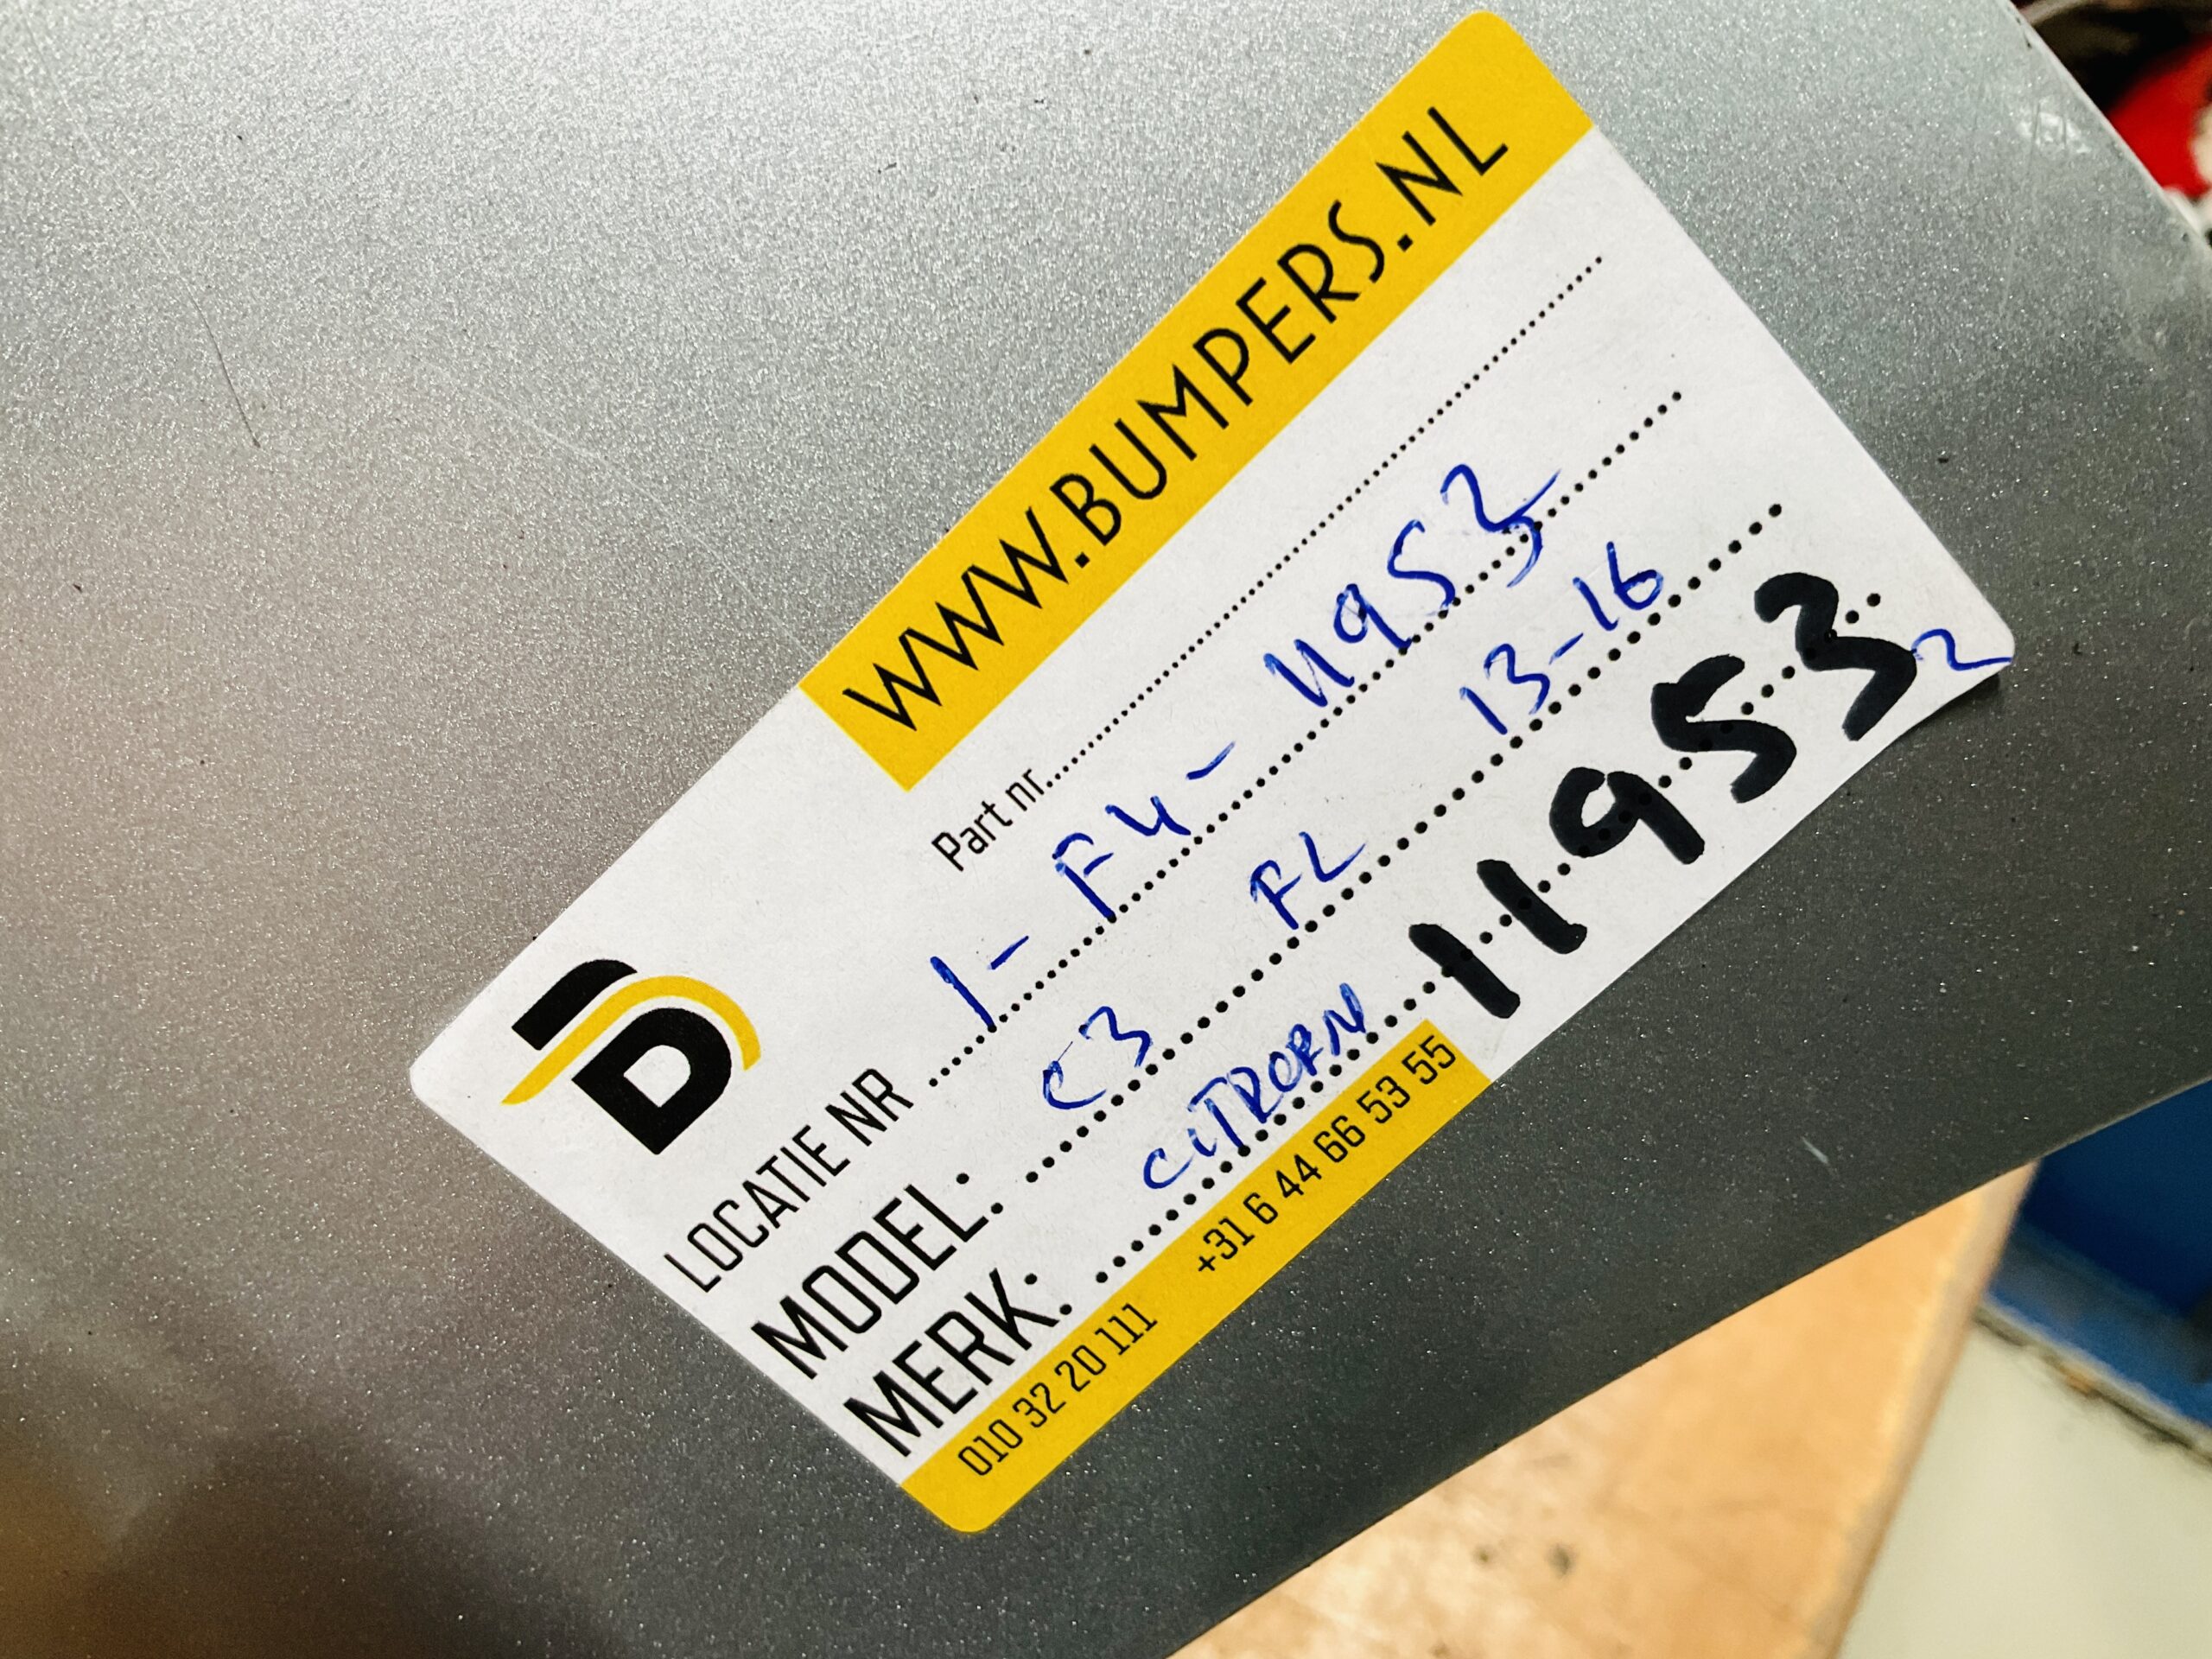 WWW.BUMPERS.NL
Part nr.
LOCATIE NR 1-F4-11953
MODEL: C3 FL 13-16
MERK: CITROEN 11953 2
010 32 20 111 +31 6 44 66 53 55